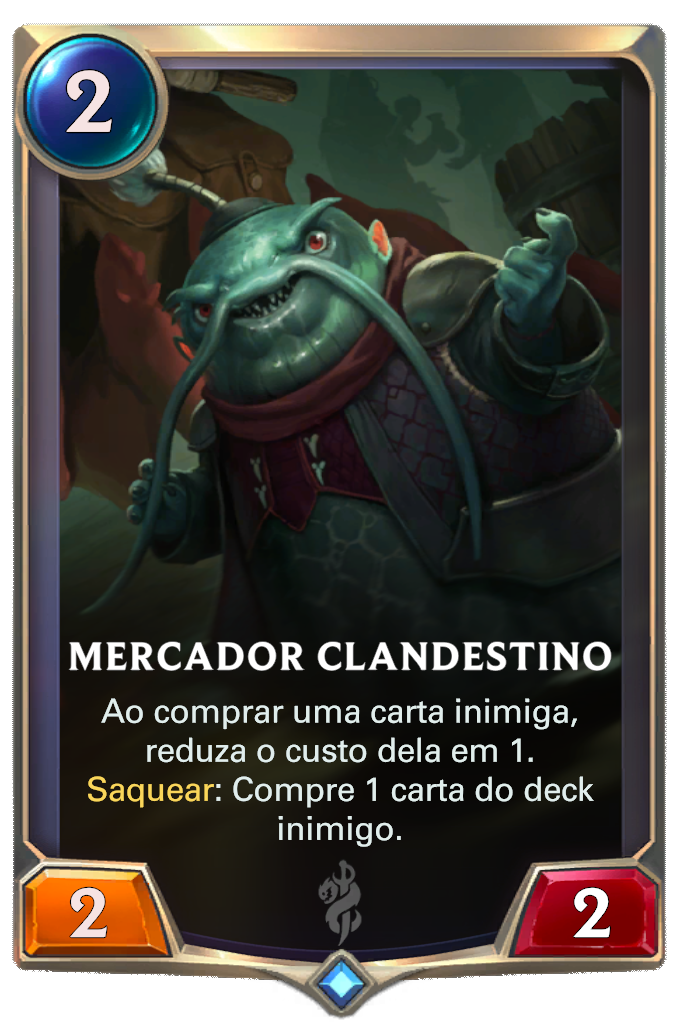 2
MERCADOR CLANDESTINO
Ao comprar uma carta inimiga,
reduza o custo dela em 1.
Saquear: Compre 1 carta do deck
inimigo.
2
2